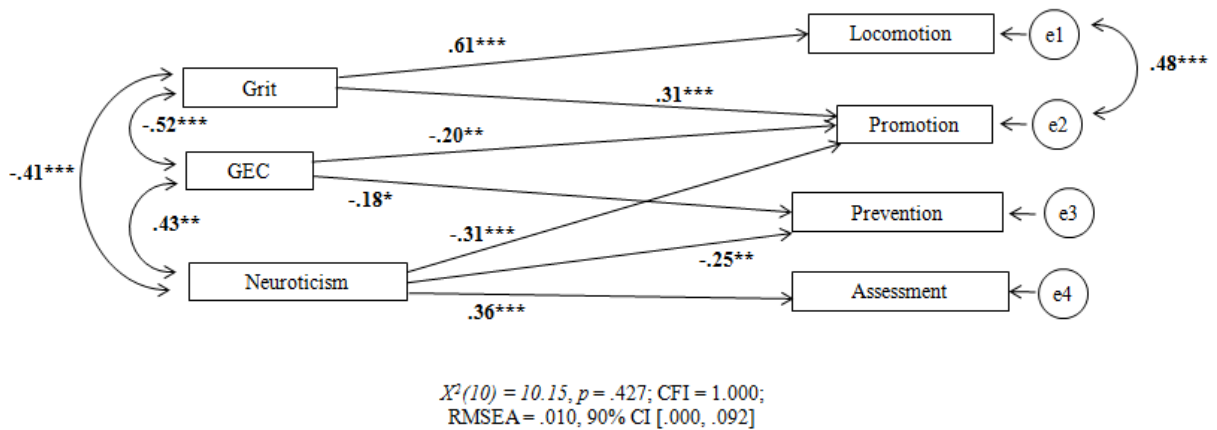 Locomotion
e1
.61***
.48***
Grit
.31***
-.52***
Promotion
e2
-.20**
-.41***
GEC
-.18*
Prevention
e3
.43**
-.31***
-.25**
Neuroticism
Assessment
e4
.36***
X²(10) = 10.15, p = .427; CFI = 1.000;
RMSEA = .010, 90% CI [.000, .092]